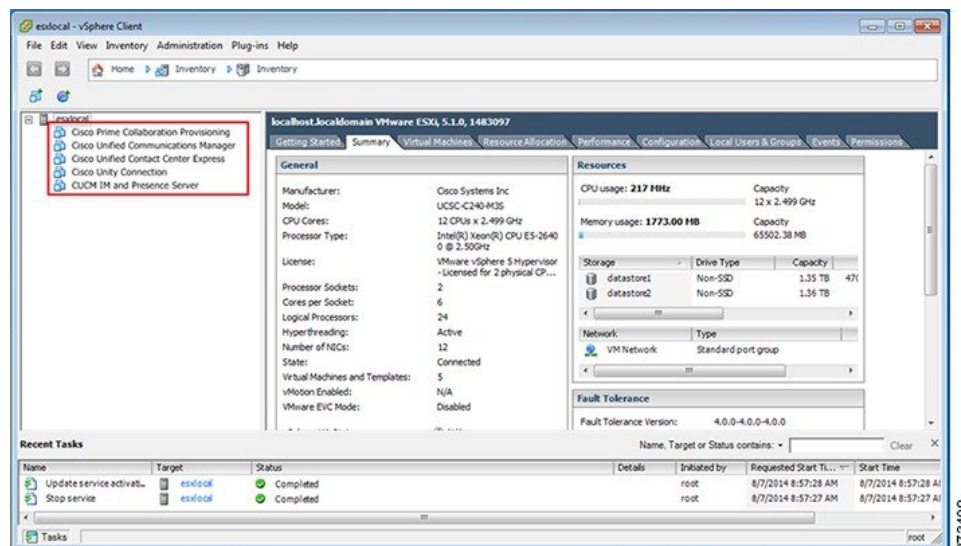 esxlocal - vSphere Client
File Edit View Inventory Administration Plug-ins Help
Home Inventory Inventory
esxlocal
Cisco Prime Collaboration Provisioning
Cisco Unified Communications Manager
Cisco Unified Contact Center Express
Cisco Unity Connection
CUCM IM and Presence Server
localhost.localdomain VMware ESXi, 5.1.0, 1483097
Getting Started Summary Virtual Machines Resource Allocation Performance Configuration Local Users & Groups Events Permissions
General
Manufacturer: Cisco Systems Inc
Model: UCSC-C240-M3S
CPU Cores: 12 CPUs x 2.499 GHz
Processor Type: Intel(R) Xeon(R) CPU E5-2640
0 @ 2.50GHz
License: VMware vSphere 5 Hypervisor
- Licensed for 2 physical CP...
Processor Sockets: 2
Cores per Socket: 6
Logical Processors: 24
Hyperthreading: Active
Number of NICs: 12
State: Connected
Virtual Machines and Templates: 5
vMotion Enabled: N/A
VMware EVC Mode: Disabled
Resources
CPU usage: 217 MHz Capacity
12 x 2.499 GHz
Memory usage: 1773.00 MB Capacity
65502.38 MB
Storage Drive Type Capacity
datastore1 Non-SSD 1.35 TB 470
datastore2 Non-SSD 1.36 TB
Network Type
VM Network Standard port group
Fault Tolerance
Fault Tolerance Version: 4.0.0-4.0.0-4.0.0
Recent Tasks Name, Target or Status contains: Clear
Name Target Status Details Initiated by Requested Start Ti... Start Time
Update service activati... esxlocal Completed root 8/7/2014 8:57:28 AM 8/7/2014 8:57:28 AM
Stop service esxlocal Completed root 8/7/2014 8:57:27 AM 8/7/2014 8:57:27 AM
Tasks root